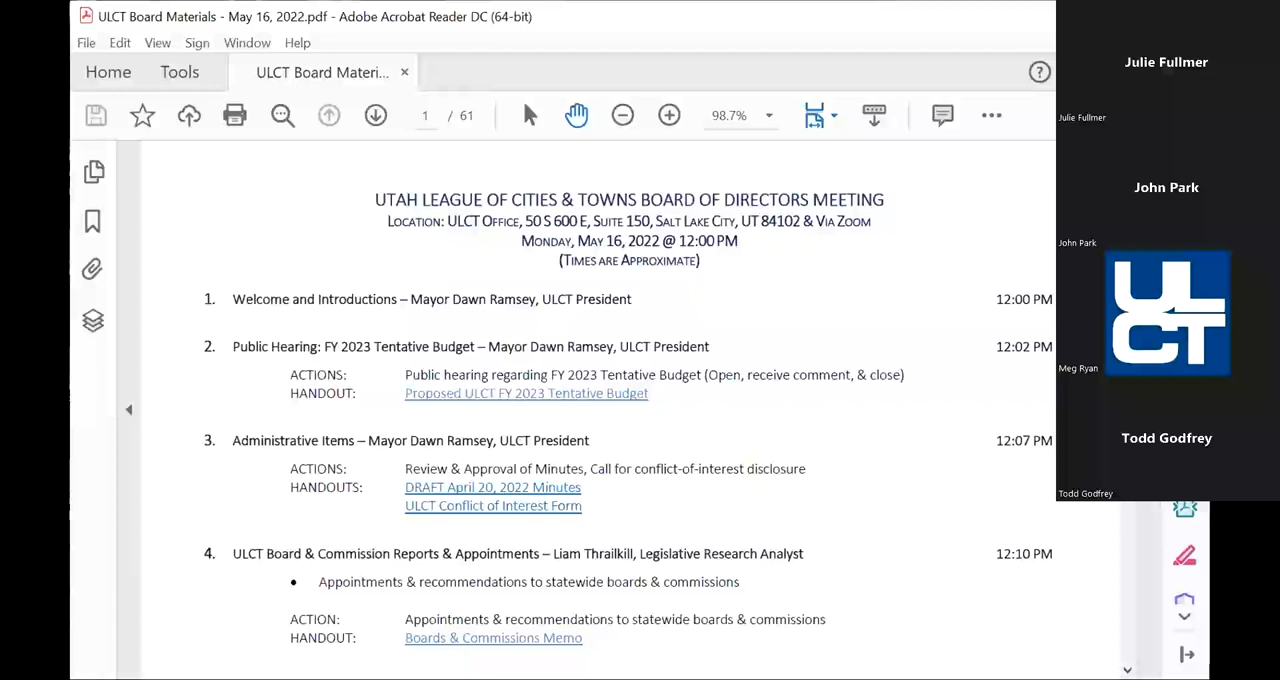 ULCT Board Materials - May 16, 2022.pdf - Adobe Acrobat Reader DC (64-bit)
File Edit View Sign Window Help
Home Tools ULCT Board Materi... ×
1 / 61 98.7%
UTAH LEAGUE OF CITIES & TOWNS BOARD OF DIRECTORS MEETING
LOCATION: ULCT OFFICE, 50 S 600 E, SUITE 150, SALT LAKE CITY, UT 84102 & VIA ZOOM
MONDAY, MAY 16, 2022 @ 12:00 PM
(TIMES ARE APPROXIMATE)
1. Welcome and Introductions – Mayor Dawn Ramsey, ULCT President 12:00 PM
2. Public Hearing: FY 2023 Tentative Budget – Mayor Dawn Ramsey, ULCT President 12:02 PM
ACTIONS: Public hearing regarding FY 2023 Tentative Budget (Open, receive comment, & close)
HANDOUT: Proposed ULCT FY 2023 Tentative Budget
3. Administrative Items – Mayor Dawn Ramsey, ULCT President 12:07 PM
ACTIONS: Review & Approval of Minutes, Call for conflict-of-interest disclosure
HANDOUTS: DRAFT April 20, 2022 Minutes
ULCT Conflict of Interest Form
4. ULCT Board & Commission Reports & Appointments – Liam Thrailkill, Legislative Research Analyst 12:10 PM
• Appointments & recommendations to statewide boards & commissions
ACTION: Appointments & recommendations to statewide boards & commissions
HANDOUT: Boards & Commissions Memo
Julie Fullmer
Julie Fullmer
John Park
John Park
UL
CT
Meg Ryan
Todd Godfrey
Todd Godfrey